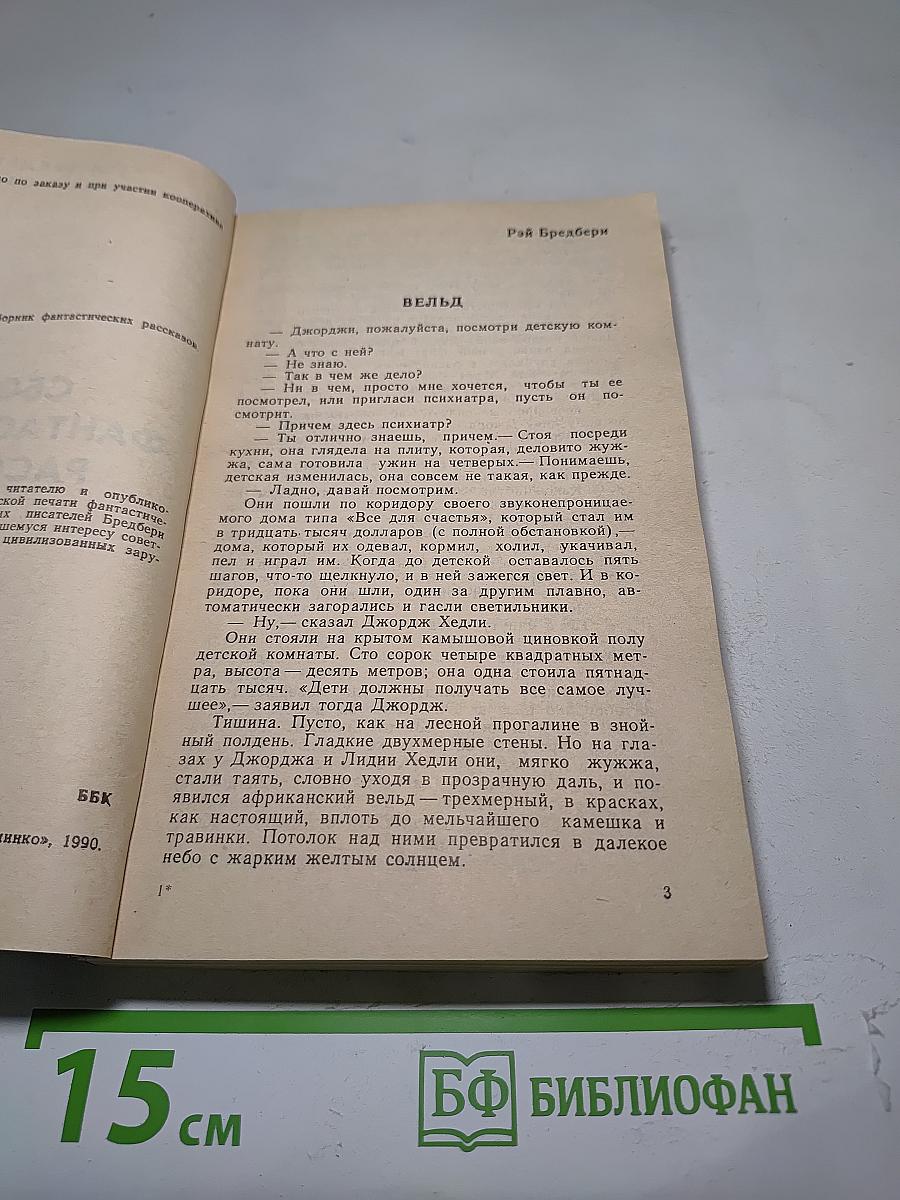 о по заказу и при участии кооператива
борник фантастических рассказов
читателю и опублико-
ской печати фантастиче-
их писателей Бредбери
шемуся интересу совет-
цивилизованных зару-
ББК
инко», 1990.
Рэй Бредбери
ВЕЛЬД
— Джорджи, пожалуйста, посмотри детскую ком-
нату.
— А что с ней?
— Не знаю.
— Так в чем же дело?
— Ни в чем, просто мне хочется, чтобы ты ее
посмотрел, или пригласи психиатра, пусть он по-
смотрит.
— Причем здесь психиатр?
— Ты отлично знаешь, причем.— Стоя посреди
кухни, она глядела на плиту, которая, деловито жуж-
жа, сама готовила ужин на четверых.— Понимаешь,
детская изменилась, она совсем не такая, как прежде.
— Ладно, давай посмотрим.
Они пошли по коридору своего звуконепроницае-
мого дома типа «Все для счастья», который стал им
в тридцать тысяч долларов (с полной обстановкой),—
дома, который их одевал, кормил, холил, укачивал,
пел и играл им. Когда до детской оставалось пять
шагов, что-то щелкнуло, и в ней зажегся свет. И в ко-
ридоре, пока они шли, один за другим плавно, ав-
томатически загорались и гасли светильники.
— Ну,— сказал Джордж Хедли.
Они стояли на крытом камышовой циновкой полу
детской комнаты. Сто сорок четыре квадратных мет-
ра, высота — десять метров; она одна стоила пятнад-
цать тысяч. «Дети должны получать все самое луч-
шее»,— заявил тогда Джордж.
Тишина. Пусто, как на лесной прогалине в зной-
ный полдень. Гладкие двухмерные стены. Но на гла-
зах у Джорджа и Лидии Хедли они, мягко жужжа,
стали таять, словно уходя в прозрачную даль, и по-
явился африканский вельд — трехмерный, в красках,
как настоящий, вплоть до мельчайшего камешка и
травинки. Потолок над ними превратился в далекое
небо с жарким желтым солнцем.
1*
3
15 см
БФ БИБЛИОФАН